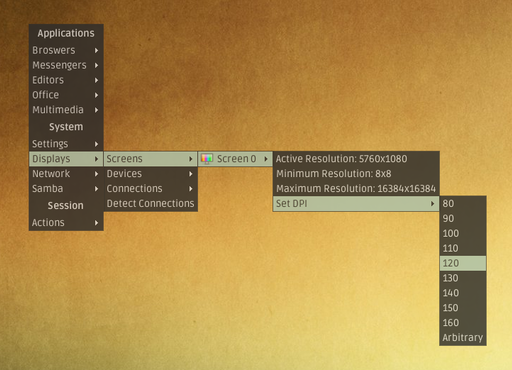 Applications
Broswers
Messengers
Editors
Office
Multimedia
System
Settings
Displays
Network
Samba
Session
Actions
Screens
Devices
Connections
Detect Connections
Screen 0
Active Resolution: 5760x1080
Minimum Resolution: 8x8
Maximum Resolution: 16384x16384
Set DPI
80
90
100
110
120
130
140
150
160
Arbitrary